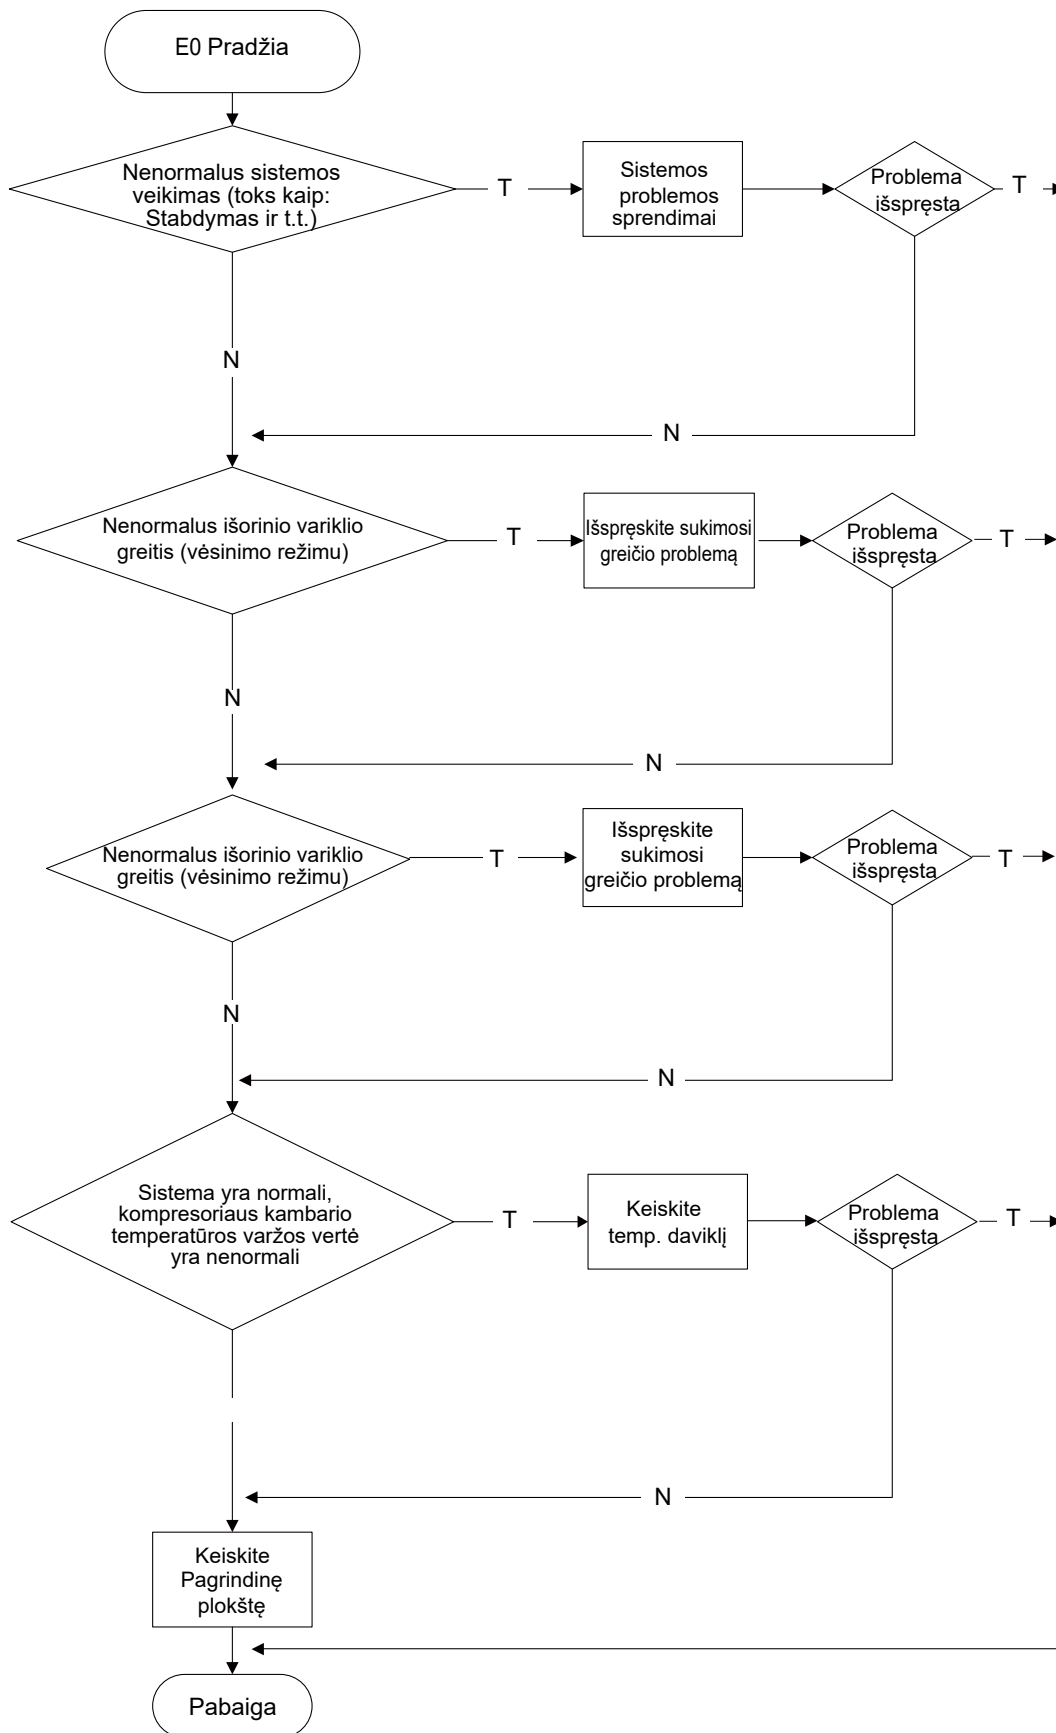 E0 Pradžia
Nenormalus sistemos
veikimas (toks kaip:
Stabdymas ir t.t.)
T
Sistemos
problemos
sprendimai
Problema
išspręsta
T
N
N
Nenormalus išorinio variklio
greitis (vėsinimo režimu)
T
Išspręskite sukimosi
greičio problemą
Problema
išspręsta
T
N
N
Nenormalus išorinio variklio
greitis (vėsinimo režimu)
T
Išspręskite
sukimosi
greičio problemą
Problema
išspręsta
T
N
N
Sistema yra normali,
kompresoriaus kambario
temperatūros varžos vertė
yra nenormali
T
Keiskite
temp. daviklį
Problema
išspręsta
T
N
Keiskite
Pagrindinę
plokštę
Pabaiga